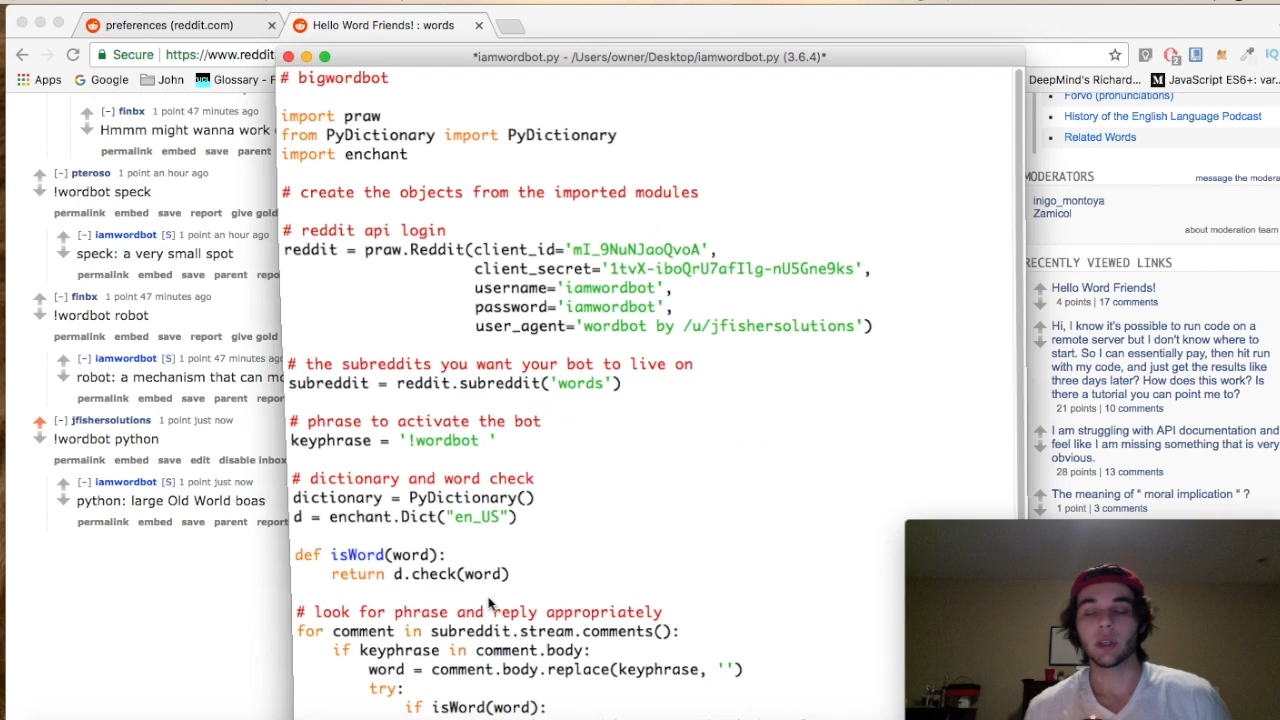 preferences (reddit.com)
Hello Word Friends! : words
Secure
https://www.reddit
*iamwordbot.py - /Users/owner/Desktop/iamwordbot.py (3.6.4)*
Apps
Google
John
Glossary - F
DeepMind's Richard...
JavaScript ES6+: var...
[-] finbx 1 point 47 minutes ago
Hmmm might wanna work
permalink embed save parent
[-] pteroso 1 point an hour ago
!wordbot speck
permalink embed save report give gold
[-] iamwordbot [S] 1 point an hour ago
speck: a very small spot
permalink embed save parent repo
[-] finbx 1 point 47 minutes ago
!wordbot robot
permalink embed save report give gold
[-] iamwordbot [S] 1 point 47 minutes ago
robot: a mechanism that can mo
permalink embed save parent repor
[-] jfishersolutions 1 point just now
!wordbot python
permalink embed save edit disable inbox
[-] iamwordbot [S] 1 point just now
python: large Old World boas
permalink embed save parent report
# bigwordbot
import praw
from PyDictionary import PyDictionary
import enchant
# create the objects from the imported modules
# reddit api login
reddit = praw.Reddit(client_id='mI_9NuNJaoQvoA',
client_secret='1tvX-iboQrU7afIlg-nU5Gne9ks',
username='iamwordbot',
password='iamwordbot',
user_agent='wordbot by /u/jfishersolutions')
# the subreddits you want your bot to live on
subreddit = reddit.subreddit('words')
# phrase to activate the bot
keyphrase = '!wordbot '
# dictionary and word check
dictionary = PyDictionary()
d = enchant.Dict("en_US")
def isWord(word):
return d.check(word)
# look for phrase and reply appropriately
for comment in subreddit.stream.comments():
if keyphrase in comment.body:
word = comment.body.replace(keyphrase, '')
try:
if isWord(word):
Forvo (pronunciations)
History of the English Language Podcast
Related Words
MODERATORS
message the modera
inigo_montoya
Zamicol
about moderation team
RECENTLY VIEWED LINKS
Hello Word Friends!
4 points | 17 comments
Hi, I know it's possible to run code on a
remote server but I don't know where to
start. So I can essentially pay, then hit run
with my code, and just get the results like
three days later? How does this work? Is
there a tutorial you can point me to?
21 points | 10 comments
I am struggling with API documentation and
feel like I am missing something that is very
obvious.
28 points | 13 comments
The meaning of " moral implication " ?
1 point | 3 comments